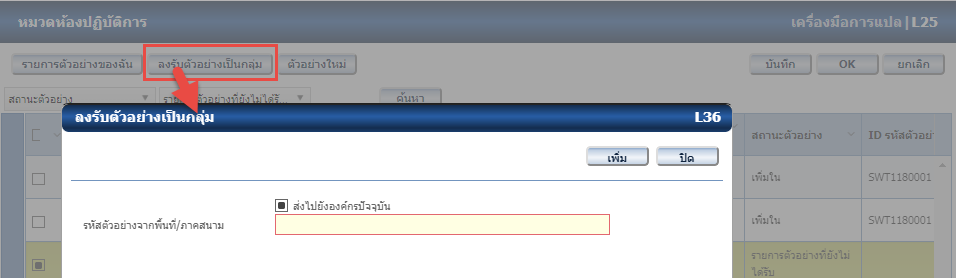 หมวดห้องปฏิบัติการ เครื่องมือการแปล|L25
รายการตัวอย่างของฉัน ลงรับตัวอย่างเป็นกลุ่ม ตัวอย่างใหม่ บันทึก OK ยกเลิก
สถานะตัวอย่าง ตัวอย่างที่ยังไม่ได้รั... ค้นหา
ลงรับตัวอย่างเป็นกลุ่ม L36
สถานะตัวอย่าง ID รหัสตัวอย่
เพิ่ม ปิด
เพิ่มใน SWT1180001
ส่งไปยังองค์กรปัจจุบัน
รหัสตัวอย่างจากพื้นที่/ภาคสนาม
เพิ่มใน SWT1180001
รายการตัวอย่างที่ยังไม่
ได้รับ